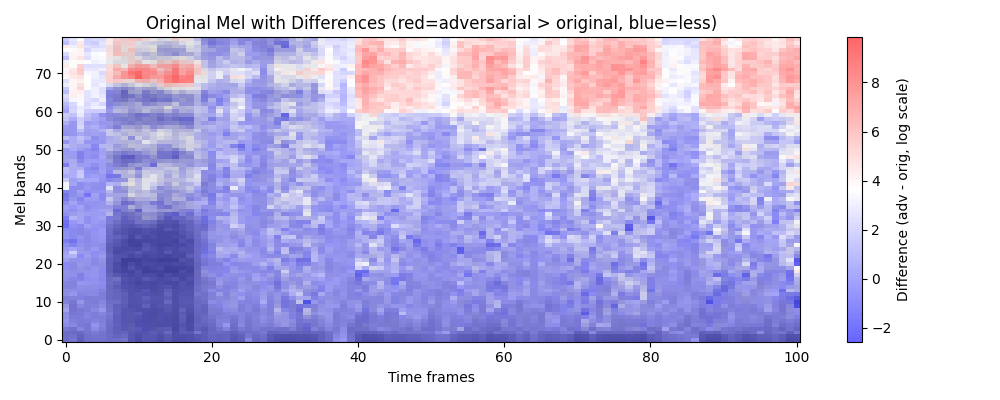 Original Mel with Differences (red=adversarial > original, blue=less)
Mel bands
70
60
50
40
30
20
10
0
0 20 40 60 80 100
Time frames
8
6
4
2
0
−2
Difference (adv - orig, log scale)